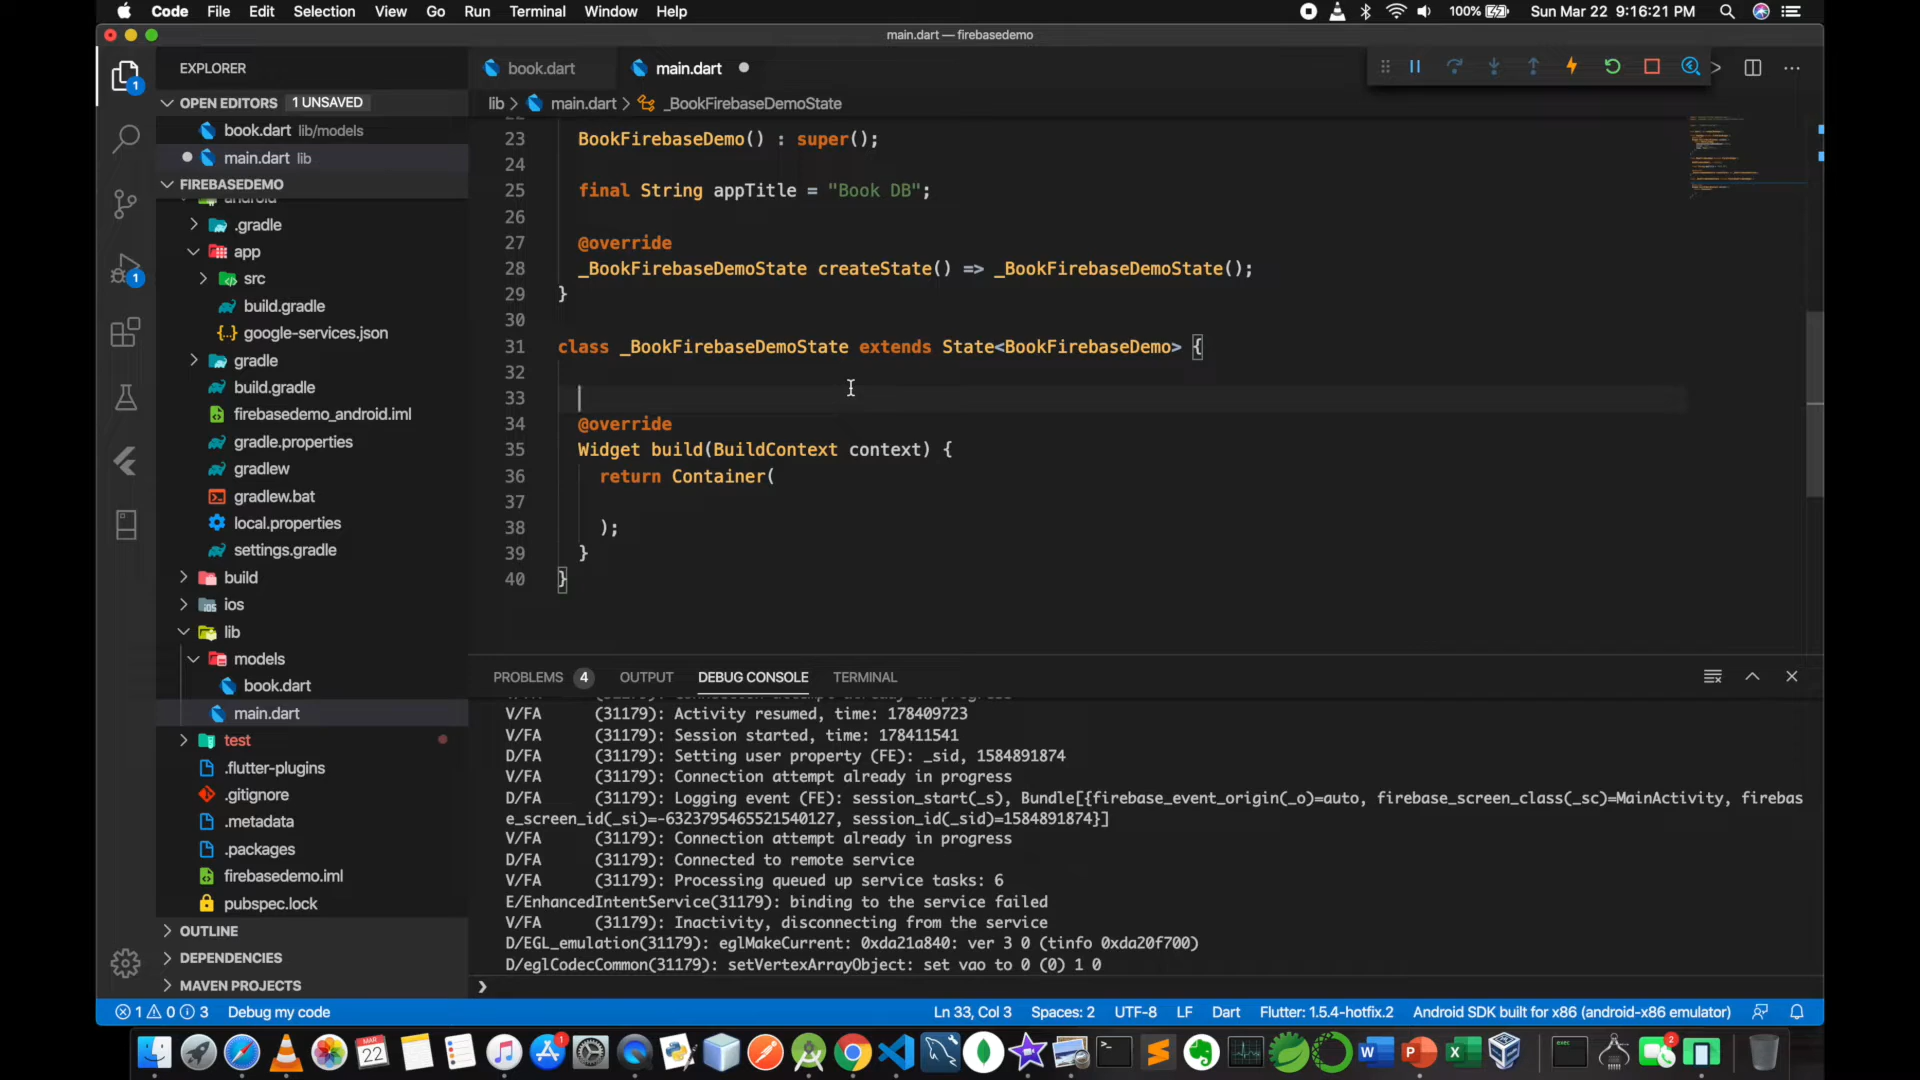 Code File Edit Selection View Go Run Terminal Window Help
100% Sun Mar 22 9:16:21 PM
main.dart — firebasedemo
EXPLORER
OPEN EDITORS 1 UNSAVED
book.dart lib/models
main.dart lib
FIREBASEDEMO
android
.gradle
app
src
build.gradle
google-services.json
gradle
build.gradle
firebasedemo_android.iml
gradle.properties
gradlew
gradlew.bat
local.properties
settings.gradle
build
ios
lib
models
book.dart
main.dart
test
.flutter-plugins
.gitignore
.metadata
.packages
firebasedemo.iml
pubspec.lock
OUTLINE
DEPENDENCIES
MAVEN PROJECTS
book.dart main.dart
lib > main.dart > _BookFirebaseDemoState
23 BookFirebaseDemo() : super();
24
25 final String appTitle = "Book DB";
26
27 @override
28 _BookFirebaseDemoState createState() => _BookFirebaseDemoState();
29 }
30
31 class _BookFirebaseDemoState extends State<BookFirebaseDemo> {
32
33
34 @override
35 Widget build(BuildContext context) {
36 return Container(
37
38 );
39 }
40 }
PROBLEMS 4 OUTPUT DEBUG CONSOLE TERMINAL
V/FA (31179): Activity resumed, time: 178409723
V/FA (31179): Session started, time: 178411541
D/FA (31179): Setting user property (FE): _sid, 1584891874
V/FA (31179): Connection attempt already in progress
D/FA (31179): Logging event (FE): session_start(_s), Bundle[{firebase_event_origin(_o)=auto, firebase_screen_class(_sc)=MainActivity, firebas
e_screen_id(_si)=-6323795465521540127, session_id(_sid)=1584891874}]
V/FA (31179): Connection attempt already in progress
D/FA (31179): Connected to remote service
V/FA (31179): Processing queued up service tasks: 6
E/EnhancedIntentService(31179): binding to the service failed
V/FA (31179): Inactivity, disconnecting from the service
D/EGL_emulation(31179): eglMakeCurrent: 0xda21a840: ver 3 0 (tinfo 0xda20f700)
D/eglCodecCommon(31179): setVertexArrayObject: set vao to 0 (0) 1 0
1 0 3 Debug my code
Ln 33, Col 3 Spaces: 2 UTF-8 LF Dart Flutter: 1.5.4-hotfix.2 Android SDK built for x86 (android-x86 emulator)